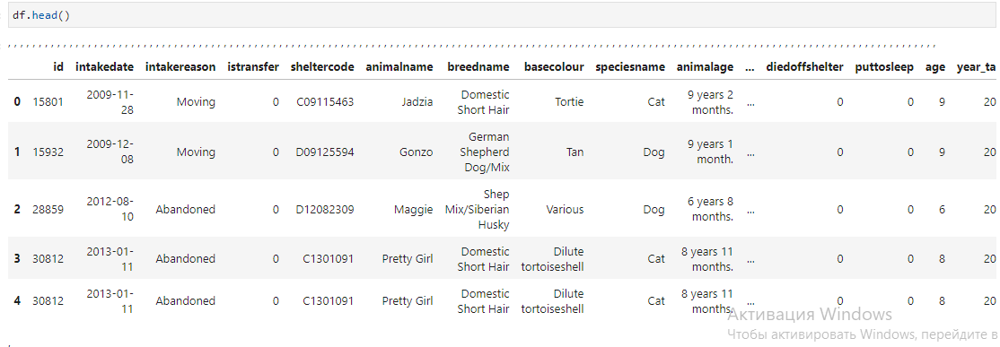 df.head()
id intakedate intakereason istransfer sheltercode animalname breedname basecolour speciesname animalage ... diedoffshelter puttosleep age year_ta
0 15801 2009-11-28 Moving 0 C09115463 Jadzia Domestic Short Hair Tortie Cat 9 years 2 months. ... 0 0 9 20
1 15932 2009-12-08 Moving 0 D09125594 Gonzo German Shepherd Dog/Mix Tan Dog 9 years 1 month. ... 0 0 9 20
2 28859 2012-08-10 Abandoned 0 D12082309 Maggie Shep Mix/Siberian Husky Various Dog 6 years 8 months. ... 0 0 6 20
3 30812 2013-01-11 Abandoned 0 C1301091 Pretty Girl Domestic Short Hair Dilute tortoiseshell Cat 8 years 11 months. ... 0 0 8 20
4 30812 2013-01-11 Abandoned 0 C1301091 Pretty Girl Domestic Short Hair Dilute tortoiseshell Cat 8 years 11 months. ... 0 0 8 20
Активация Windows
Чтобы активировать Windows, перейдите в